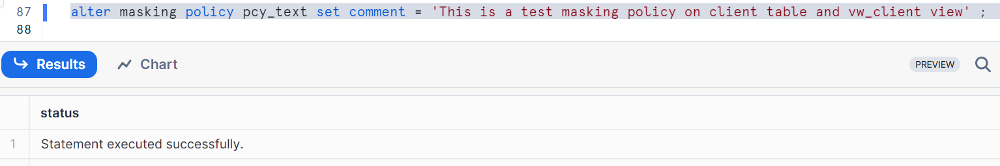 87 alter masking policy pcy_text set comment = 'This is a test masking policy on client table and vw_client view' ;
88
Results Chart PREVIEW
status
1 Statement executed successfully.